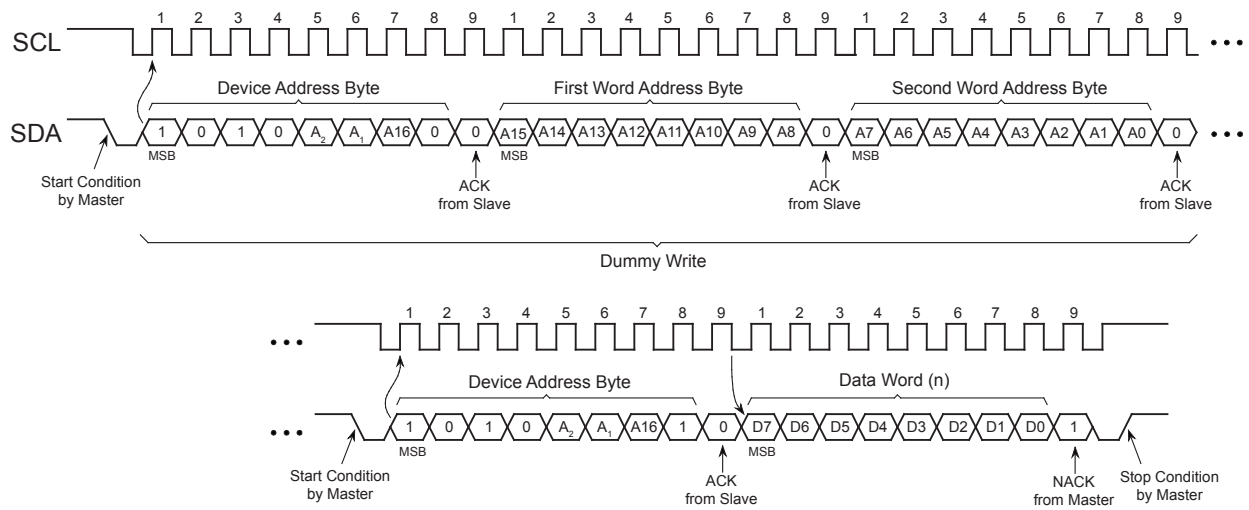 1 2 3 4 5 6 7 8 9 1 2 3 4 5 6 7 8 9 1 2 3 4 5 6 7 8 9
SCL
Device Address Byte First Word Address Byte Second Word Address Byte
SDA 1 0 1 0 A2 A1 A16 0 0 A15 A14 A13 A12 A11 A10 A9 A8 0 A7 A6 A5 A4 A3 A2 A1 A0 0
MSB MSB MSB
Start Condition
by Master
ACK
from Slave
ACK
from Slave
ACK
from Slave
Dummy Write
1 2 3 4 5 6 7 8 9 1 2 3 4 5 6 7 8 9
Device Address Byte Data Word (n)
1 0 1 0 A2 A1 A16 1 0 D7 D6 D5 D4 D3 D2 D1 D0 1
MSB MSB
Start Condition
by Master
ACK
from Slave
NACK
from Master
Stop Condition
by Master